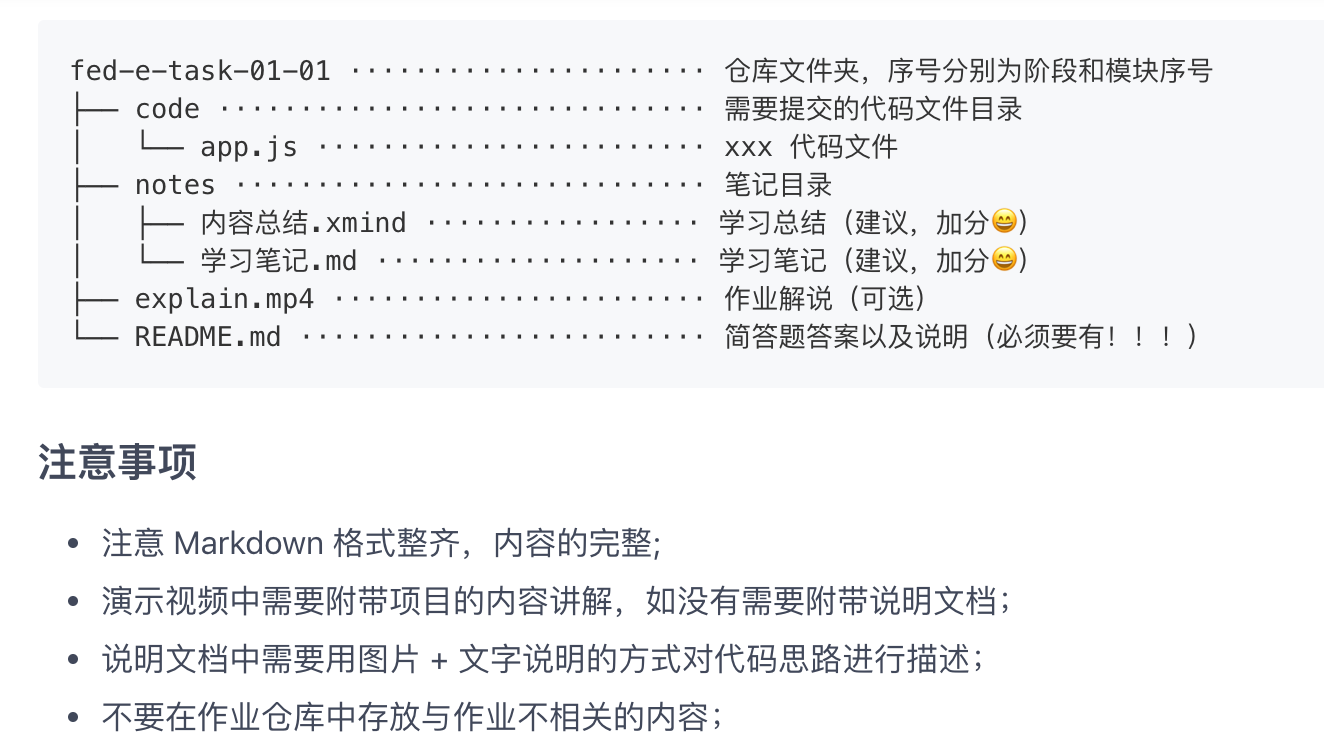 fed-e-task-01-01 ······················ 仓库文件夹，序号分别为阶段和模块序号
├── code ······························ 需要提交的代码文件目录
│   └── app.js ························ xxx 代码文件
├── notes ····························· 笔记目录
│   ├── 内容总结.xmind ················· 学习总结（建议，加分😄）
│   └── 学习笔记.md ···················· 学习笔记（建议，加分😄）
├── explain.mp4 ······················· 作业解说（可选）
└── README.md ························· 简答题答案以及说明（必须要有！！！）
注意事项
• 注意 Markdown 格式整齐，内容的完整;
• 演示视频中需要附带项目的内容讲解，如没有需要附带说明文档；
• 说明文档中需要用图片 + 文字说明的方式对代码思路进行描述；
• 不要在作业仓库中存放与作业不相关的内容；